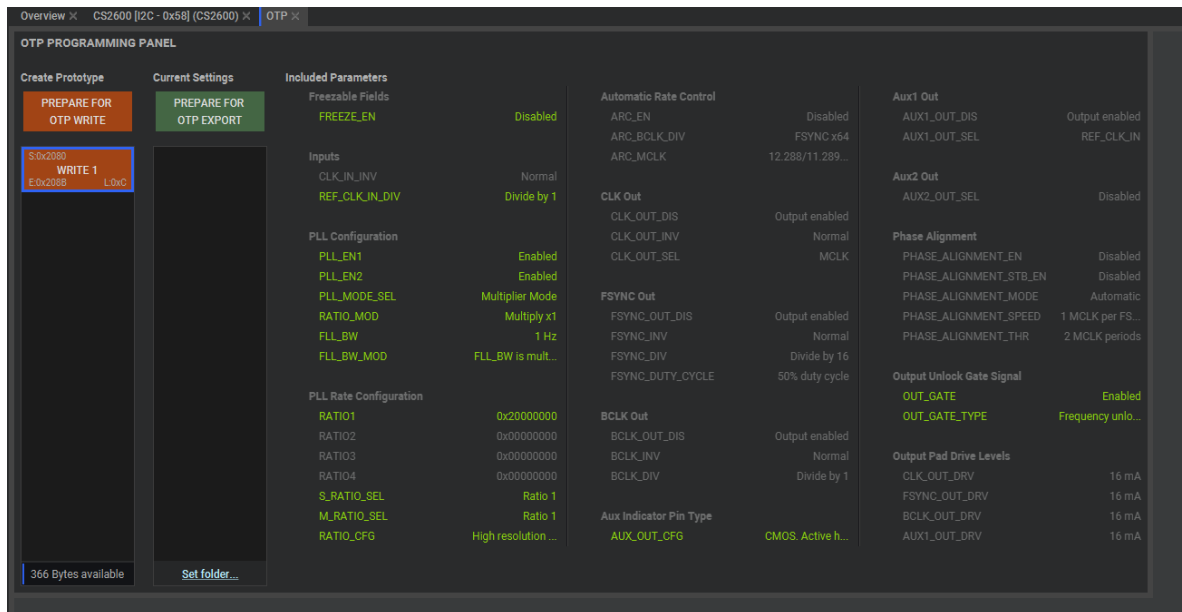 Overview × CS2600 [I2C - 0x58] (CS2600) × OTP ×
OTP PROGRAMMING PANEL
Create Prototype
PREPARE FOR
OTP WRITE
S:0x2080
WRITE 1
E:0x208B L:0xC
366 Bytes available
Current Settings
PREPARE FOR
OTP EXPORT
Set folder...
Included Parameters
Freezable Fields
FREEZE_EN Disabled
Inputs
CLK_IN_INV Normal
REF_CLK_IN_DIV Divide by 1
PLL Configuration
PLL_EN1 Enabled
PLL_EN2 Enabled
PLL_MODE_SEL Multiplier Mode
RATIO_MOD Multiply x1
FLL_BW 1 Hz
FLL_BW_MOD FLL_BW is mult...
PLL Rate Configuration
RATIO1 0x20000000
RATIO2 0x00000000
RATIO3 0x00000000
RATIO4 0x00000000
S_RATIO_SEL Ratio 1
M_RATIO_SEL Ratio 1
RATIO_CFG High resolution ...
Automatic Rate Control
ARC_EN Disabled
ARC_BCLK_DIV FSYNC x64
ARC_MCLK 12.288/11.289...
CLK Out
CLK_OUT_DIS Output enabled
CLK_OUT_INV Normal
CLK_OUT_SEL MCLK
FSYNC Out
FSYNC_OUT_DIS Output enabled
FSYNC_INV Normal
FSYNC_DIV Divide by 16
FSYNC_DUTY_CYCLE 50% duty cycle
BCLK Out
BCLK_OUT_DIS Output enabled
BCLK_INV Normal
BCLK_DIV Divide by 1
Aux Indicator Pin Type
AUX_OUT_CFG CMOS. Active h...
Aux1 Out
AUX1_OUT_DIS Output enabled
AUX1_OUT_SEL REF_CLK_IN
Aux2 Out
AUX2_OUT_SEL Disabled
Phase Alignment
PHASE_ALIGNMENT_EN Disabled
PHASE_ALIGNMENT_STB_EN Disabled
PHASE_ALIGNMENT_MODE Automatic
PHASE_ALIGNMENT_SPEED 1 MCLK per FS...
PHASE_ALIGNMENT_THR 2 MCLK periods
Output Unlock Gate Signal
OUT_GATE Enabled
OUT_GATE_TYPE Frequency unlo...
Output Pad Drive Levels
CLK_OUT_DRV 16 mA
FSYNC_OUT_DRV 16 mA
BCLK_OUT_DRV 16 mA
AUX1_OUT_DRV 16 mA